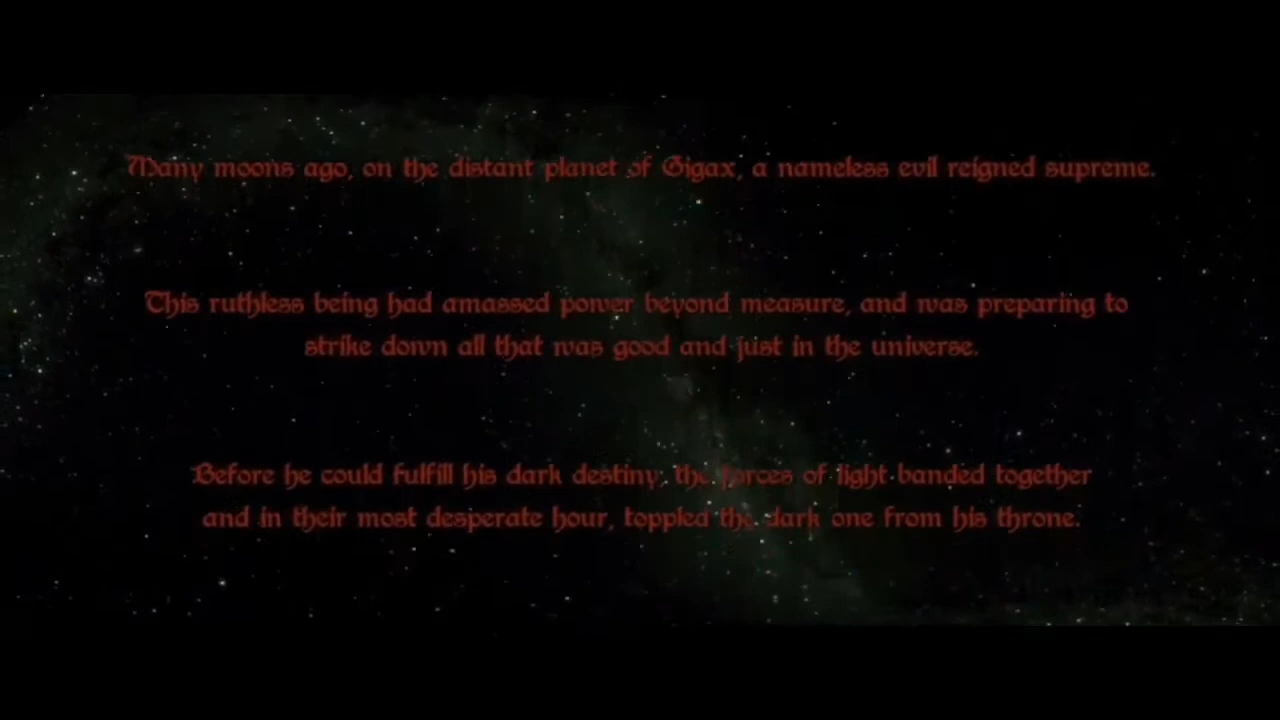 Many moons ago, on the distant planet of Gigax, a nameless evil reigned supreme.
This ruthless being had amassed power beyond measure, and was preparing to
strike down all that was good and just in the universe.
Before he could fulfill his dark destiny, the forces of light banded together
and in their most desperate hour, toppled the dark one from his throne.